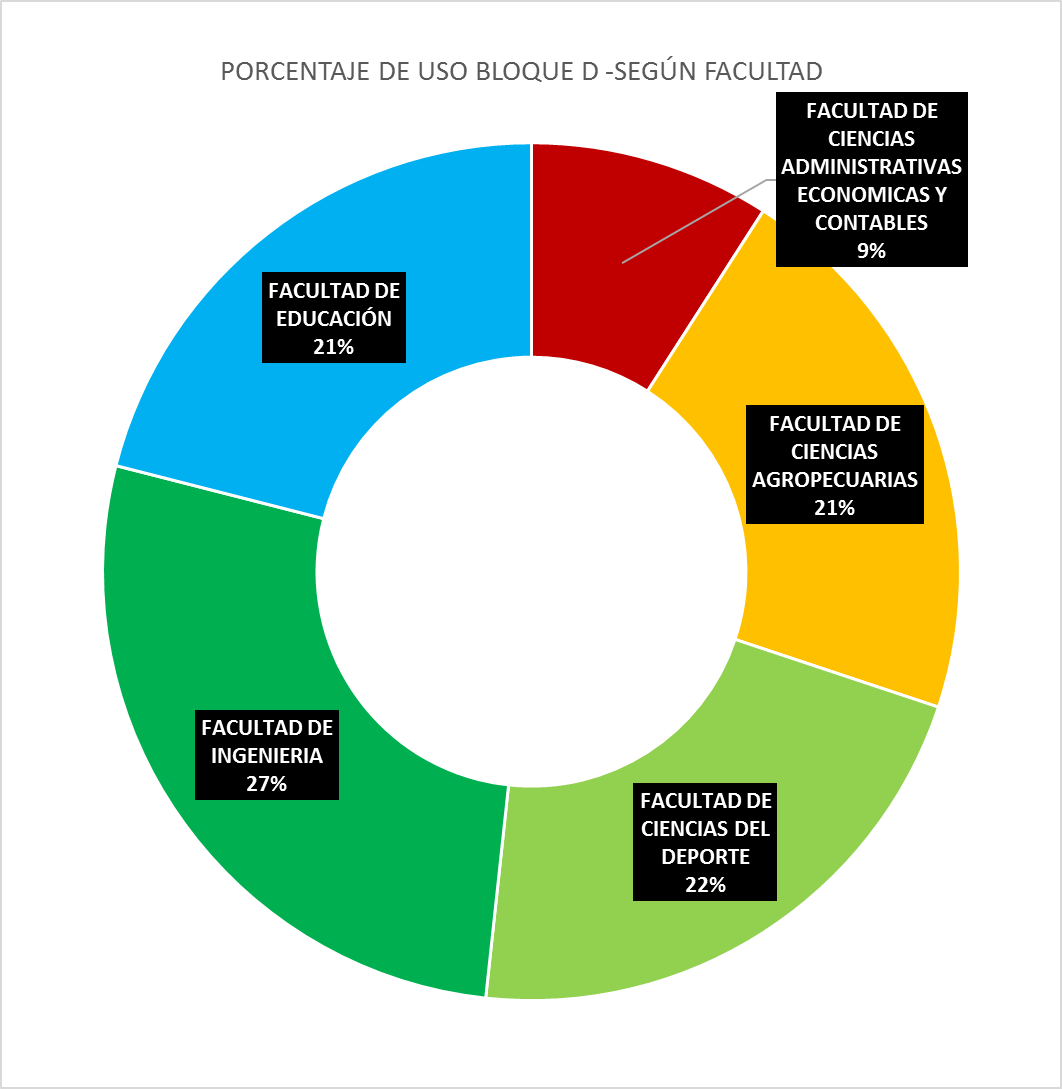 PORCENTAJE DE USO BLOQUE D -SEGÚN FACULTAD
FACULTAD DE
CIENCIAS
ADMINISTRATIVAS
ECONOMICAS Y
CONTABLES
9%
FACULTAD DE
EDUCACIÓN
21%
FACULTAD DE
CIENCIAS
AGROPECUARIAS
21%
FACULTAD DE
INGENIERIA
27%
FACULTAD DE
CIENCIAS DEL
DEPORTE
22%